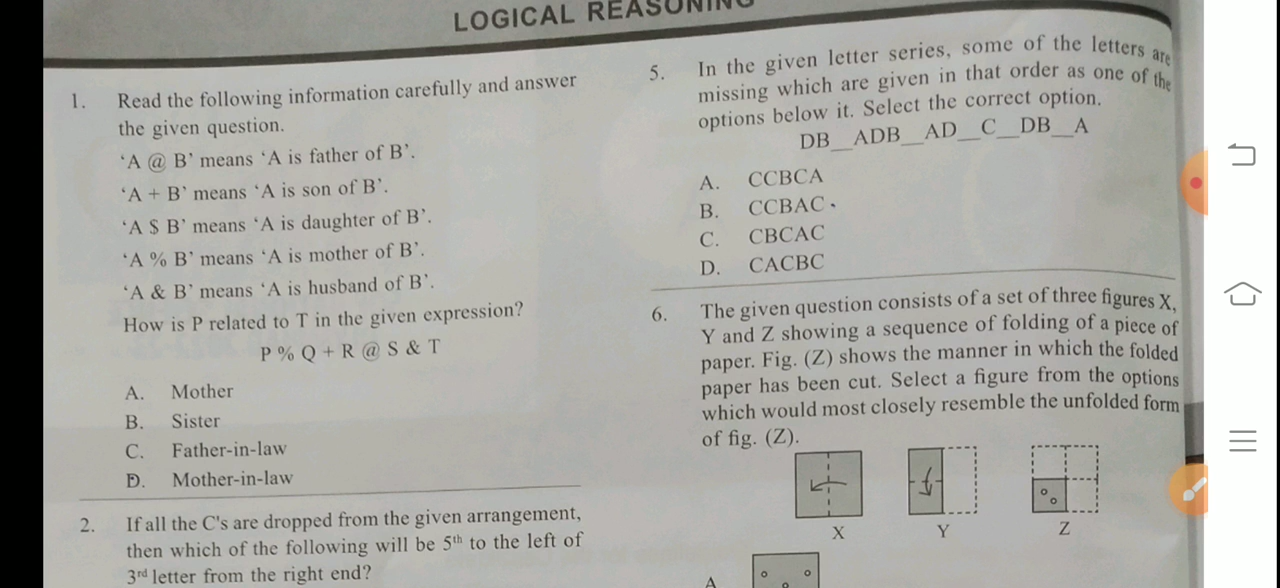 LOGICAL REASONING
1. Read the following information carefully and answer
the given question.
‘A @ B’ means ‘A is father of B’.
‘A + B’ means ‘A is son of B’.
‘A $ B’ means ‘A is daughter of B’.
‘A % B’ means ‘A is mother of B’.
‘A & B’ means ‘A is husband of B’.
How is P related to T in the given expression?
P % Q + R @ S & T
A. Mother
B. Sister
C. Father-in-law
D. Mother-in-law
2. If all the C's are dropped from the given arrangement,
then which of the following will be 5th to the left of
3rd letter from the right end?
5. In the given letter series, some of the letters are
missing which are given in that order as one of the
options below it. Select the correct option.
DB__ADB__AD__C__DB__A
A. CCBCA
B. CCBAC
C. CBCAC
D. CACBC
6. The given question consists of a set of three figures X,
Y and Z showing a sequence of folding of a piece of
paper. Fig. (Z) shows the manner in which the folded
paper has been cut. Select a figure from the options
which would most closely resemble the unfolded form
of fig. (Z).
X Y Z
A